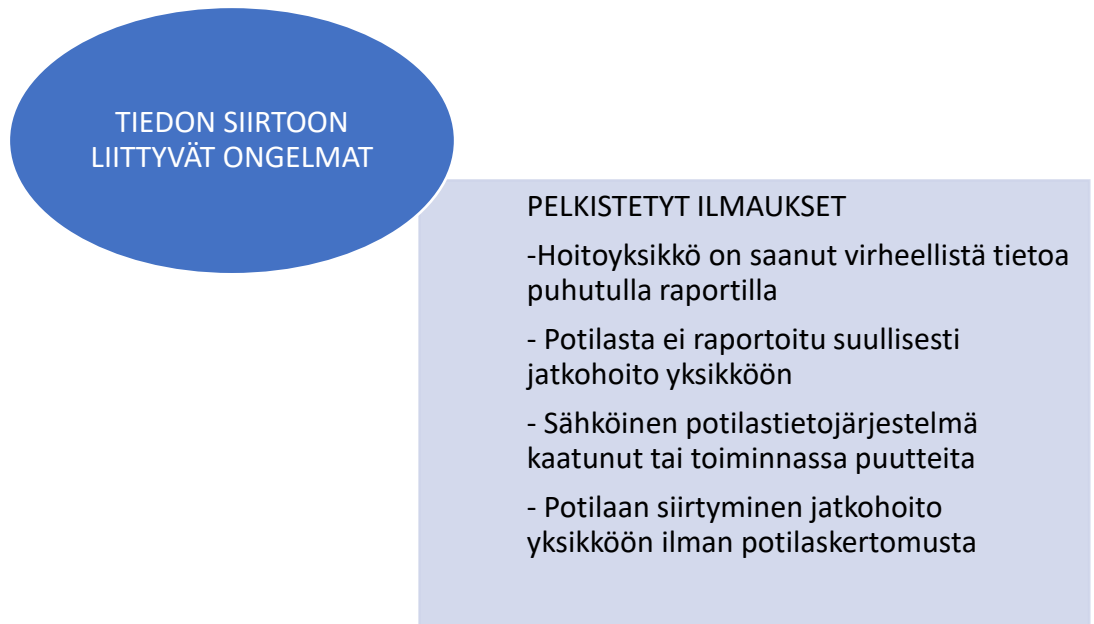 TIEDON SIIRTOON
LIITTYVÄT ONGELMAT
PELKISTETYT ILMAUKSET
-Hoitoyksikkö on saanut virheellistä tietoa
puhutulla raportilla
- Potilasta ei raportoitu suullisesti
jatkohoito yksikköön
- Sähköinen potilastietojärjestelmä
kaatunut tai toiminnassa puutteita
- Potilaan siirtyminen jatkohoito
yksikköön ilman potilaskertomusta